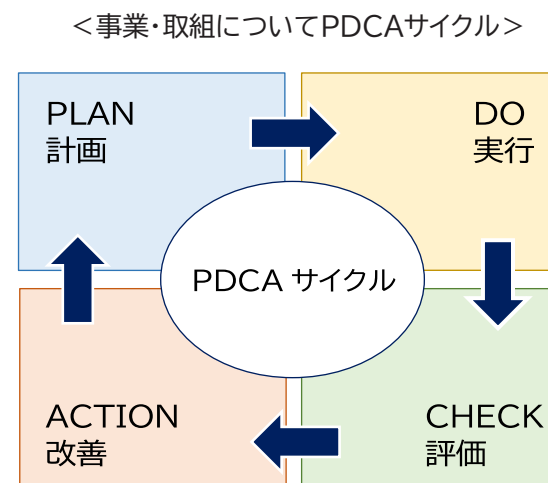 ＜事業・取組についてPDCAサイクル＞
PLAN
計画
DO
実行
PDCA サイクル
ACTION
改善
CHECK
評価